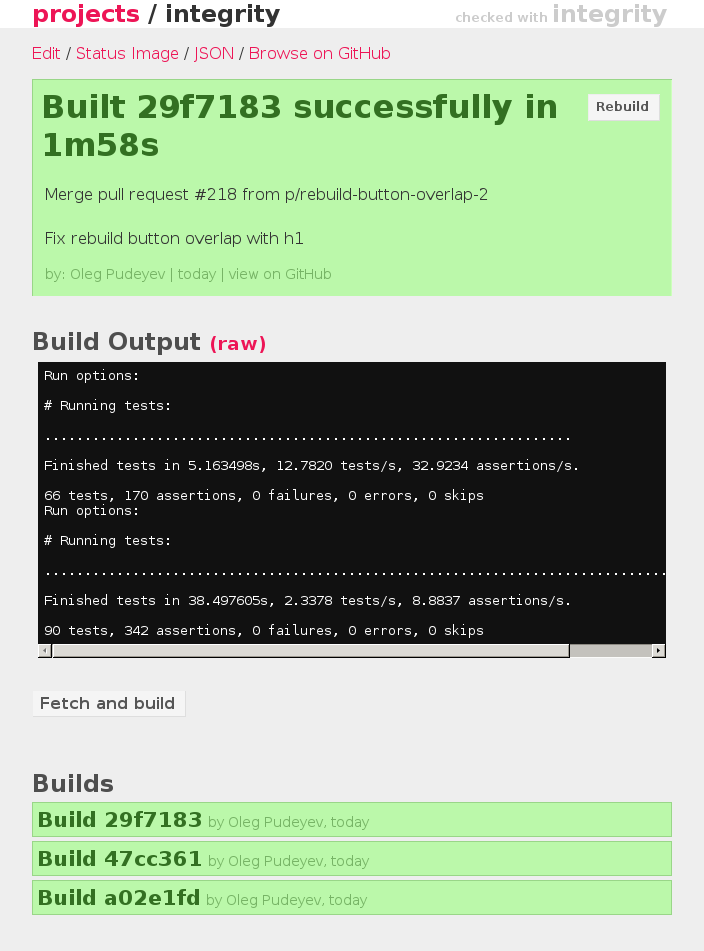 projects / integrity
checked with integrity
Edit / Status Image / JSON / Browse on GitHub
Built 29f7183 successfully in
1m58s
Rebuild
Merge pull request #218 from p/rebuild-button-overlap-2
Fix rebuild button overlap with h1
by: Oleg Pudeyev | today | view on GitHub
Build Output (raw)
Run options:
# Running tests:
..................................................................
Finished tests in 5.163498s, 12.7820 tests/s, 32.9234 assertions/s.
66 tests, 170 assertions, 0 failures, 0 errors, 0 skips
Run options:
# Running tests:
..............................................................................
Finished tests in 38.497605s, 2.3378 tests/s, 8.8837 assertions/s.
90 tests, 342 assertions, 0 failures, 0 errors, 0 skips
Fetch and build
Builds
Build 29f7183 by Oleg Pudeyev, today
Build 47cc361 by Oleg Pudeyev, today
Build a02e1fd by Oleg Pudeyev, today